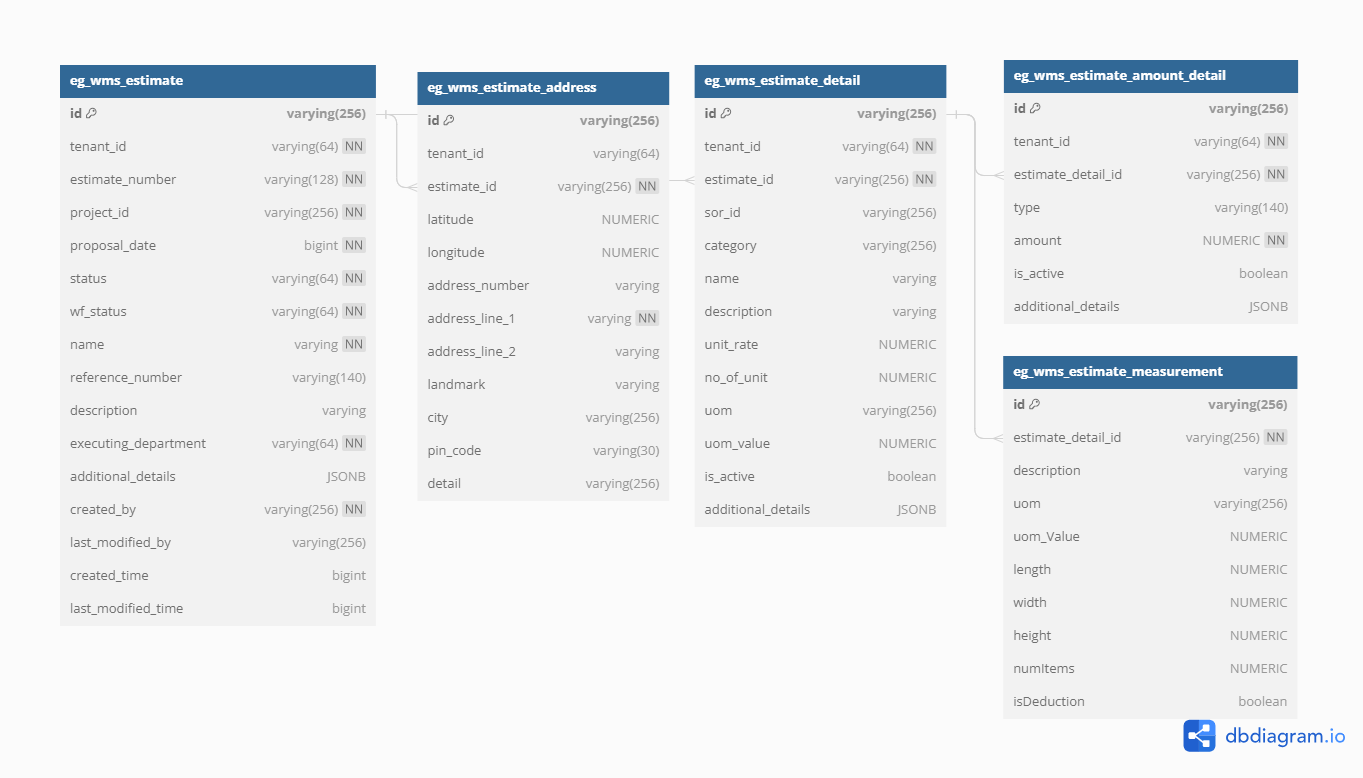 eg_wms_estimate
id varying(256)
tenant_id varying(64) NN
estimate_number varying(128) NN
project_id varying(256) NN
proposal_date bigint NN
status varying(64) NN
wf_status varying(64) NN
name varying NN
reference_number varying(140)
description varying
executing_department varying(64) NN
additional_details JSONB
created_by varying(256) NN
last_modified_by varying(256)
created_time bigint
last_modified_time bigint
eg_wms_estimate_address
id varying(256)
tenant_id varying(64)
estimate_id varying(256) NN
latitude NUMERIC
longitude NUMERIC
address_number varying
address_line_1 varying NN
address_line_2 varying
landmark varying
city varying(256)
pin_code varying(30)
detail varying(256)
eg_wms_estimate_detail
id varying(256)
tenant_id varying(64) NN
estimate_id varying(256) NN
sor_id varying(256)
category varying(256)
name varying
description varying
unit_rate NUMERIC
no_of_unit NUMERIC
uom varying(256)
uom_value NUMERIC
is_active boolean
additional_details JSONB
eg_wms_estimate_amount_detail
id varying(256)
tenant_id varying(64) NN
estimate_detail_id varying(256) NN
type varying(140)
amount NUMERIC NN
is_active boolean
additional_details JSONB
eg_wms_estimate_measurement
id varying(256)
estimate_detail_id varying(256) NN
description varying
uom varying(256)
uom_Value NUMERIC
length NUMERIC
width NUMERIC
height NUMERIC
numItems NUMERIC
isDeduction boolean
dbdiagram.io